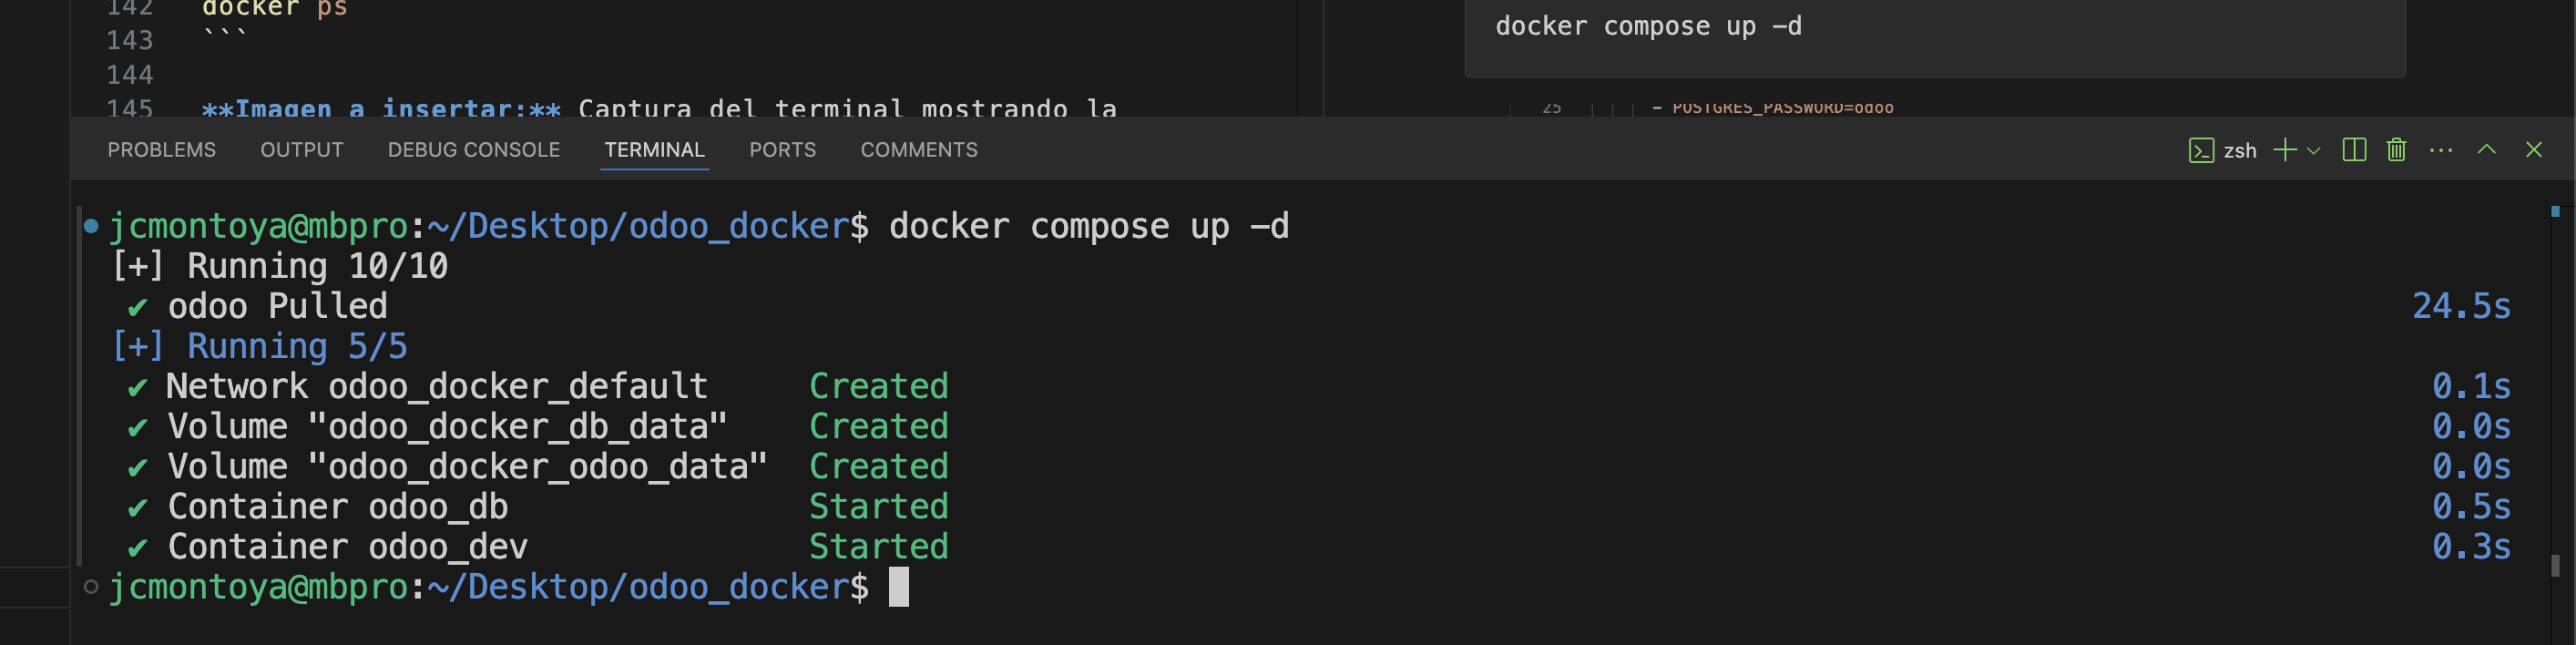 142 docker ps
143 ```
144
145 **Imagen a insertar:** Captura del terminal mostrando la
docker compose up -d
25 - POSTGRES_PASSWORD=odoo
PROBLEMS OUTPUT DEBUG CONSOLE TERMINAL PORTS COMMENTS zsh
jcmontoya@mbpro:~/Desktop/odoo_docker$ docker compose up -d
[+] Running 10/10
✔ odoo Pulled 24.5s
[+] Running 5/5
✔ Network odoo_docker_default Created 0.1s
✔ Volume "odoo_docker_db_data" Created 0.0s
✔ Volume "odoo_docker_odoo_data" Created 0.0s
✔ Container odoo_db Started 0.5s
✔ Container odoo_dev Started 0.3s
jcmontoya@mbpro:~/Desktop/odoo_docker$